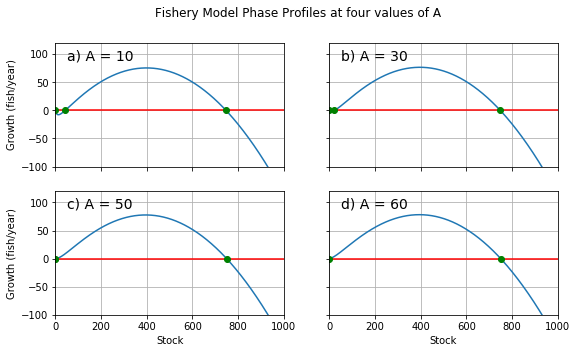 Fishery Model Phase Profiles at four values of A
a) A = 10
b) A = 30
Growth (fish/year)
100
50
0
−50
−100
c) A = 50
d) A = 60
Growth (fish/year)
100
50
0
−50
−100
0 200 400 600 800 1000
0 200 400 600 800 1000
Stock
Stock